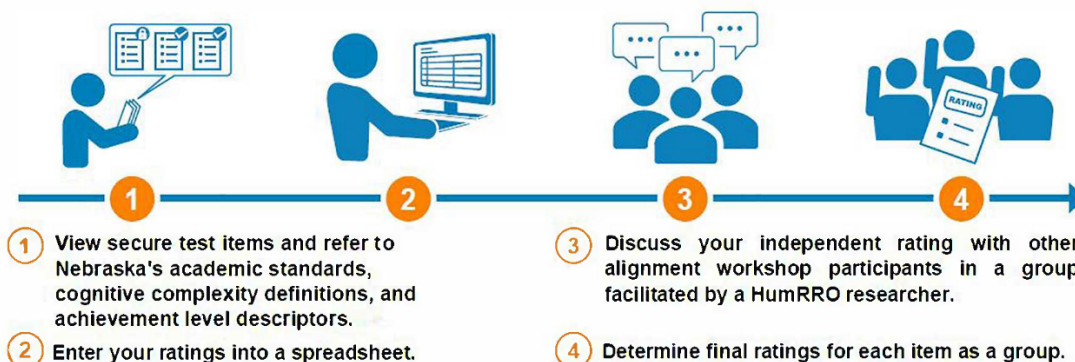 RATING
1 2 3 4
1 View secure test items and refer to
Nebraska's academic standards,
cognitive complexity definitions, and
achievement level descriptors.
2 Enter your ratings into a spreadsheet.
3 Discuss your independent rating with other
alignment workshop participants in a group
facilitated by a HumRRO researcher.
4 Determine final ratings for each item as a group.